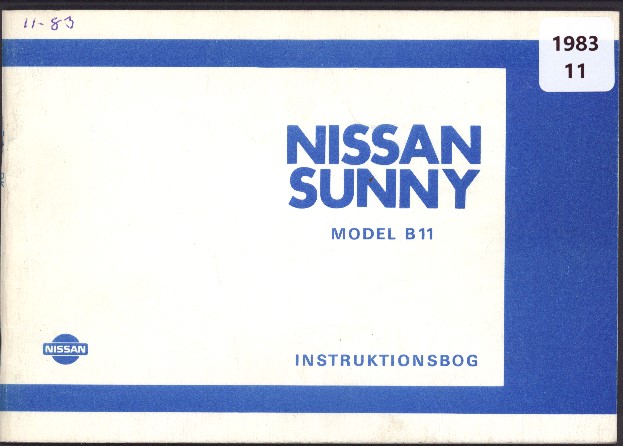 11-83
1983
11
NISSAN
SUNNY
MODEL B11
NISSAN
INSTRUKTIONSBOG